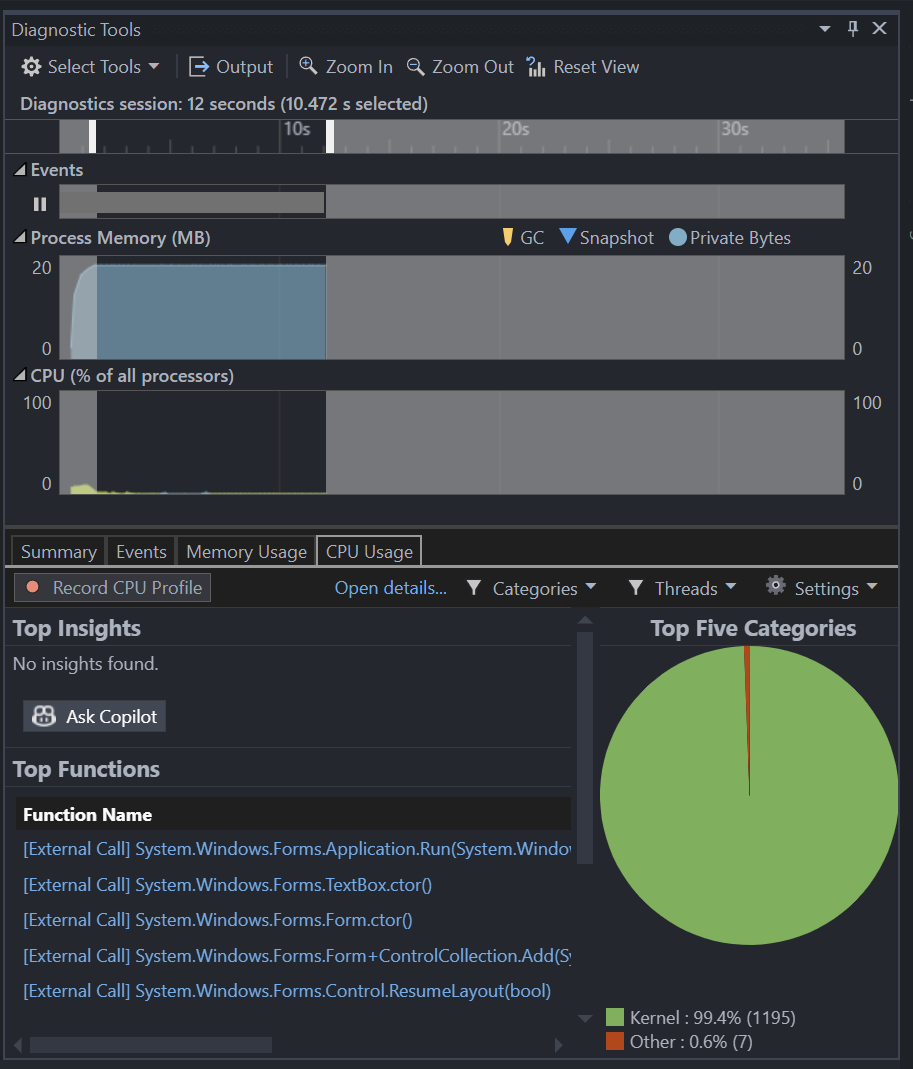 Diagnostic Tools
Select Tools Output Zoom In Zoom Out Reset View
Diagnostics session: 12 seconds (10.472 s selected)
10s 20s 30s
Events
Process Memory (MB) GC Snapshot Private Bytes
20 20
0 0
CPU (% of all processors)
100 100
0 0
Summary Events Memory Usage CPU Usage
Record CPU Profile Open details... Categories Threads Settings
Top Insights
No insights found.
Ask Copilot
Top Functions
Function Name
[External Call] System.Windows.Forms.Application.Run(System.Windo
[External Call] System.Windows.Forms.TextBox.ctor()
[External Call] System.Windows.Forms.Form.ctor()
[External Call] System.Windows.Forms.Form+ControlCollection.Add(Sy
[External Call] System.Windows.Forms.Control.ResumeLayout(bool)
Top Five Categories
Kernel : 99.4% (1195)
Other : 0.6% (7)